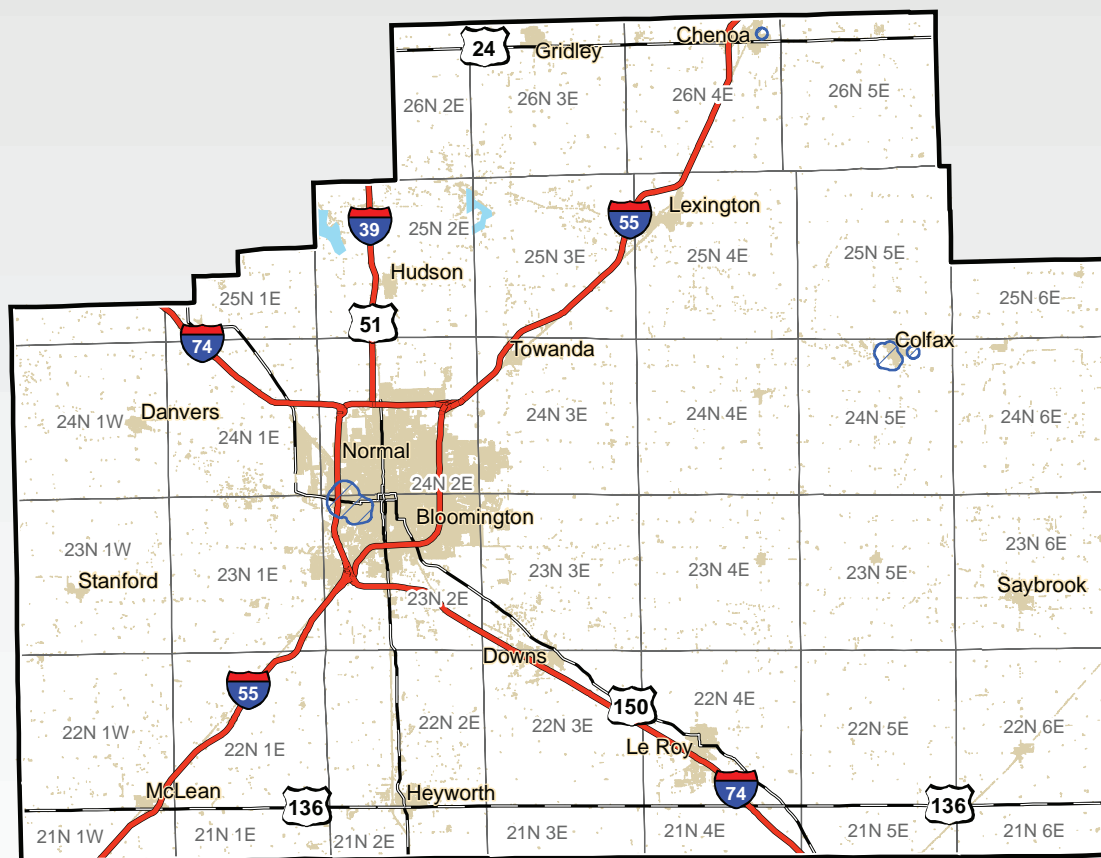 24
Gridley
Chenoa
26N 2E
26N 3E
26N 4E
26N 5E
39
25N 2E
55
Lexington
25N 3E
25N 4E
25N 5E
Hudson
25N 1E
25N 6E
51
74
Towanda
Colfax
Danvers
24N 1W
24N 1E
24N 3E
24N 4E
24N 5E
24N 6E
Normal
24N 2E
Bloomington
23N 1W
Stanford
23N 1E
23N 2E
23N 3E
23N 4E
23N 5E
23N 6E
Saybrook
Downs
55
150
22N 1W
22N 1E
22N 2E
22N 3E
22N 4E
22N 5E
22N 6E
Le Roy
McLean
136
Heyworth
74
136
21N 1W
21N 1E
21N 2E
21N 3E
21N 4E
21N 5E
21N 6E